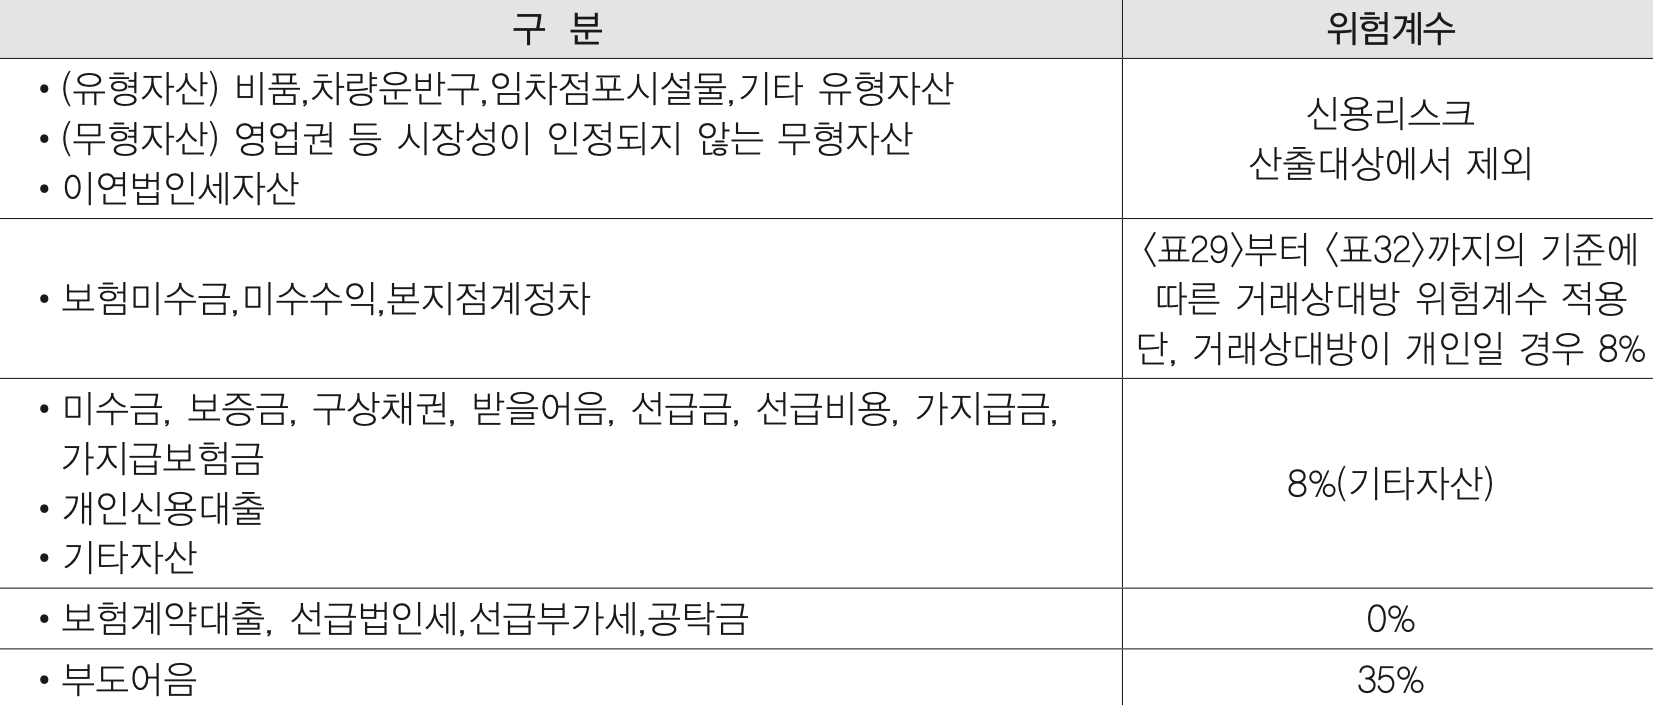 구 분
위험계수
• (유형자산) 비품,차량운반구,임차점포시설물,기타 유형자산
• (무형자산) 영업권 등 시장성이 인정되지 않는 무형자산
• 이연법인세자산
신용리스크
산출대상에서 제외
• 보험미수금,미수수익,본지점계정차
〈표29〉부터 〈표32〉까지의 기준에
따른 거래상대방 위험계수 적용
단, 거래상대방이 개인일 경우 8%
• 미수금, 보증금, 구상채권, 받을어음, 선급금, 선급비용, 가지급금,
가지급보험금
• 개인신용대출
• 기타자산
8%(기타자산)
• 보험계약대출, 선급법인세,선급부가세,공탁금
0%
• 부도어음
35%